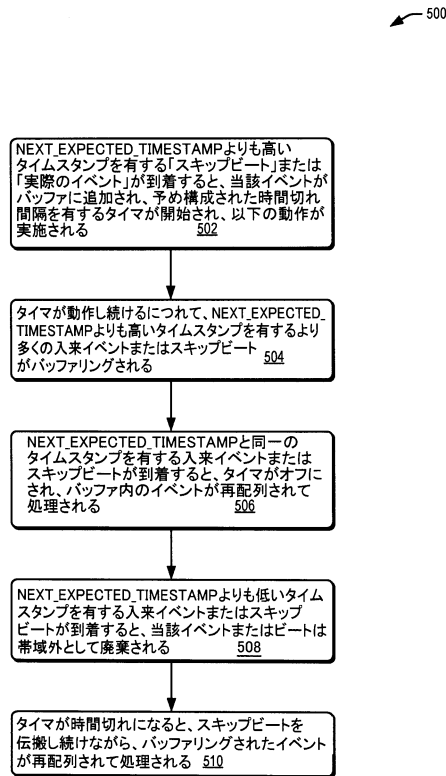 500
NEXT_EXPECTED_TIMESTAMPよりも高い
タイムスタンプを有する「スキップビート」または
「実際のイベント」が到着すると、当該イベントが
バッファに追加され、予め構成された時間切れ
間隔を有するタイマが開始され、以下の動作が
実施される 502
タイマが動作し続けるにつれて、NEXT_EXPECTED_
TIMESTAMPよりも高いタイムスタンプを有するより
多くの入来イベントまたはスキップビート
がバッファリングされる 504
NEXT_EXPECTED_TIMESTAMPと同一の
タイムスタンプを有する入来イベントまたは
スキップビートが到着すると、タイマがオフに
され、バッファ内のイベントが再配列されて
処理される 506
NEXT_EXPECTED_TIMESTAMPよりも低いタイム
スタンプを有する入来イベントまたはスキップ
ビートが到着すると、当該イベントまたはビートは
帯域外として廃棄される 508
タイマが時間切れになると、スキップビートを
伝搬し続けながら、バッファリングされたイベント
が再配列されて処理される 510